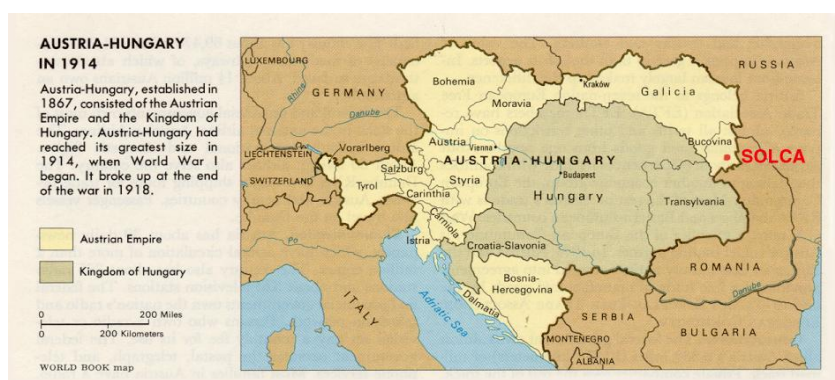 AUSTRIA-HUNGARY
IN 1914
Austria-Hungary, established in
1867, consisted of the Austrian
Empire and the Kingdom of
Hungary. Austria-Hungary had
reached its greatest size in
1914, when World War I
began. It broke up at the end
of the war in 1918.
Austrian Empire
Kingdom of Hungary
0 200 Miles
0 200 Kilometers
WORLD BOOK map
LUXEMBOURG
GERMANY
Rhine
Danube
Bohemia
Moravia
Kraków
Galicia
RUSSIA
LIECHTENSTEIN
Vorarlberg
Austria
Vienna
AUSTRIA-HUNGARY
Bucovina
SOLCA
SWITZERLAND
Tyrol
Salzburg
Styria
Carinthia
Budapest
Hungary
Transylvania
Carniola
Istria
Croatia-Slavonia
Po
ITALY
Adriatic Sea
Dalmatia
Bosnia-
Hercegovina
ROMANIA
Danube
SERBIA
BULGARIA
MONTENEGRO
ALBANIA